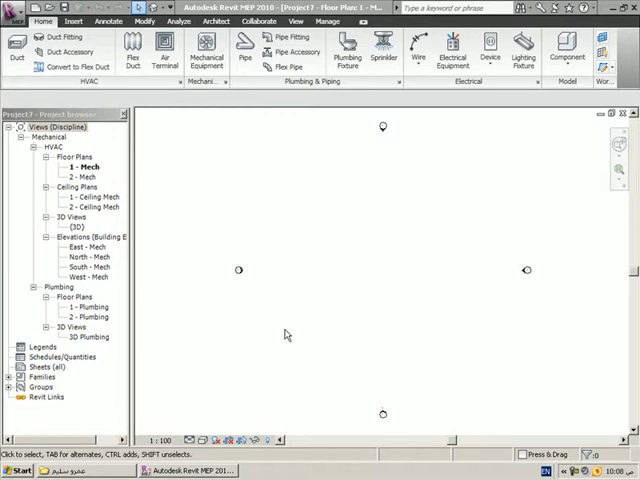 Autodesk Revit MEP 2010 - [Project7 - Floor Plan: 1 - M...
Type a keyword or phrase
MEP
Home Insert Annotate Modify Analyze Architect Collaborate View Manage
Duct
Duct Fitting
Duct Accessory
Convert to Flex Duct
Flex Duct
Air Terminal
Mechanical Equipment
Pipe
Pipe Fitting
Pipe Accessory
Flex Pipe
Plumbing Fixture
Sprinkler
Wire
Electrical Equipment
Device
Lighting Fixture
Component
HVAC
Mechani...
Plumbing & Piping
Electrical
Model
Wor...
Project7 - Project browser
Views (Discipline)
Mechanical
HVAC
Floor Plans
1 - Mech
2 - Mech
Ceiling Plans
1 - Ceiling Mech
2 - Ceiling Mech
3D Views
{3D}
Elevations (Building E
East - Mech
North - Mech
South - Mech
West - Mech
Plumbing
Floor Plans
1 - Plumbing
2 - Plumbing
3D Views
3D Plumbing
Legends
Schedules/Quantities
Sheets (all)
Families
Groups
Revit Links
1 : 100
Click to select, TAB for alternates, CTRL adds, SHIFT unselects.
Press & Drag
:0
Start
عمرو سليم
Autodesk Revit MEP 2010...
EN
10:08 ص